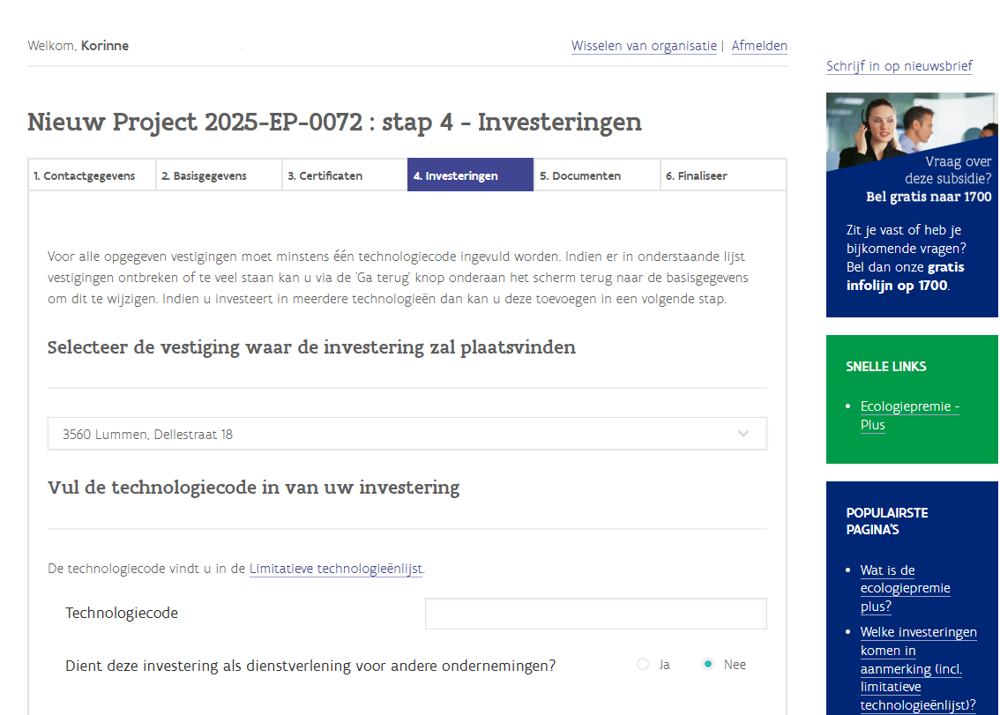 Welkom, Korinne
Wisselen van organisatie | Afmelden
Schrijf in op nieuwsbrief
Nieuw Project 2025-EP-0072 : stap 4 - Investeringen
1. Contactgegevens
2. Basisgegevens
3. Certificaten
4. Investeringen
5. Documenten
6. Finaliseer
Voor alle opgegeven vestigingen moet minstens één technologiecode ingevuld worden. Indien er in onderstaande lijst
vestigingen ontbreken of te veel staan kan u via de 'Ga terug' knop onderaan het scherm terug naar de basisgegevens
om dit te wijzigen. Indien u investeert in meerdere technologieën dan kan u deze toevoegen in een volgende stap.
Selecteer de vestiging waar de investering zal plaatsvinden
3560 Lummen, Dellestraat 18
Vul de technologiecode in van uw investering
De technologiecode vindt u in de Limitatieve technologieënlijst.
Technologiecode
Dient deze investering als dienstverlening voor andere ondernemingen?
Ja
Nee
Vraag over
deze subsidie?
Bel gratis naar 1700
Zit je vast of heb je
bijkomende vragen?
Bel dan onze gratis
infolijn op 1700.
SNELLE LINKS
• Ecologiepremie -
Plus
POPULAIRSTE
PAGINA'S
• Wat is de
ecologiepremie
plus?
• Welke investeringen
komen in
aanmerking (incl.
limitatieve
technologieënlijst)?